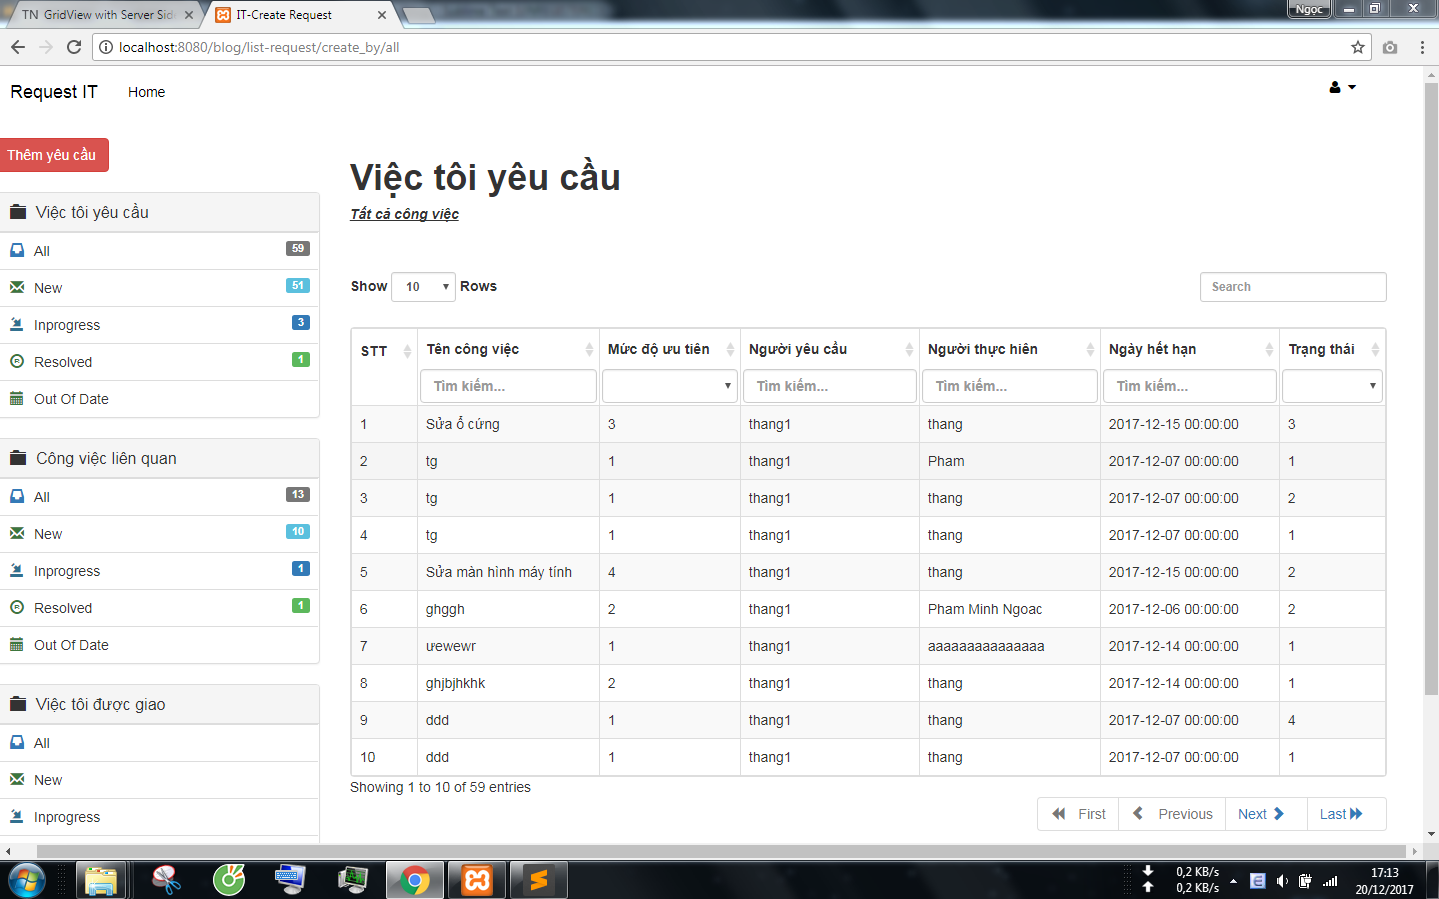 TN GridView with Server Sid
IT-Create Request
Ngọc
localhost:8080/blog/list-request/create_by/all
Request IT
Home
Thêm yêu cầu
Việc tôi yêu cầu
All 59
New 51
Inprogress 3
Resolved 1
Out Of Date
Công việc liên quan
All 13
New 10
Inprogress 1
Resolved 1
Out Of Date
Việc tôi được giao
All
New
Inprogress
Việc tôi yêu cầu
Tất cả công việc
Show 10 Rows
Search
STT Tên công việc Mức độ ưu tiên Người yêu cầu Người thực hiên Ngày hết hạn Trạng thái
Tìm kiếm... Tìm kiếm... Tìm kiếm... Tìm kiếm...
1 Sửa ổ cứng 3 thang1 thang 2017-12-15 00:00:00 3
2 tg 1 thang1 Pham 2017-12-07 00:00:00 1
3 tg 1 thang1 thang 2017-12-07 00:00:00 2
4 tg 1 thang1 thang 2017-12-07 00:00:00 1
5 Sửa màn hình máy tính 4 thang1 thang 2017-12-15 00:00:00 2
6 ghggh 2 thang1 Pham Minh Ngoac 2017-12-06 00:00:00 2
7 ưewewr 1 thang1 aaaaaaaaaaaaaaa 2017-12-14 00:00:00 1
8 ghjbjhkhk 2 thang1 thang 2017-12-14 00:00:00 1
9 ddd 1 thang1 thang 2017-12-07 00:00:00 4
10 ddd 1 thang1 thang 2017-12-07 00:00:00 1
Showing 1 to 10 of 59 entries
First Previous Next Last
0,2 KB/s
0,2 KB/s
17:13
20/12/2017